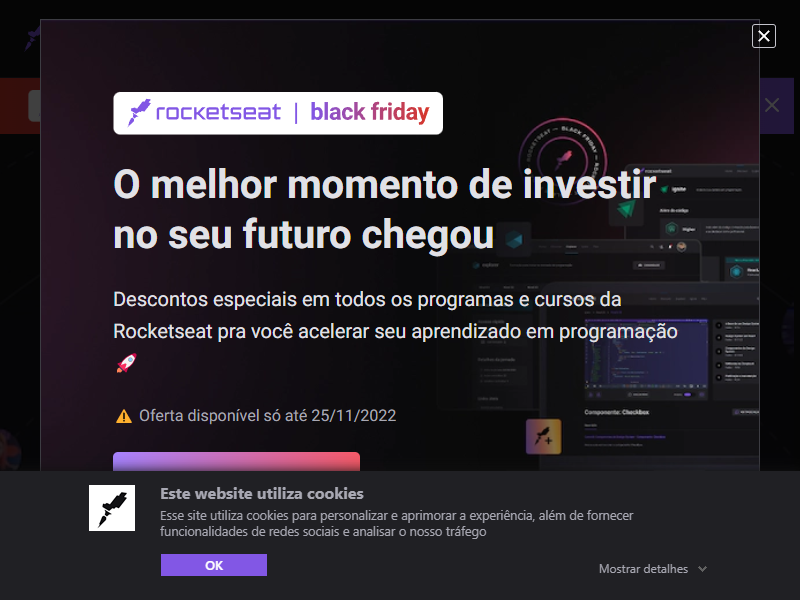 rocketseat | black friday
O melhor momento de investir
no seu futuro chegou
Descontos especiais em todos os programas e cursos da
Rocketseat pra você acelerar seu aprendizado em programação
🚀
Oferta disponível só até 25/11/2022
rocketseat
ignite
Componente: Checkbox
Este website utiliza cookies
Esse site utiliza cookies para personalizar e aprimorar a experiência, além de fornecer
funcionalidades de redes sociais e analisar o nosso tráfego
OK
Mostrar detalhes